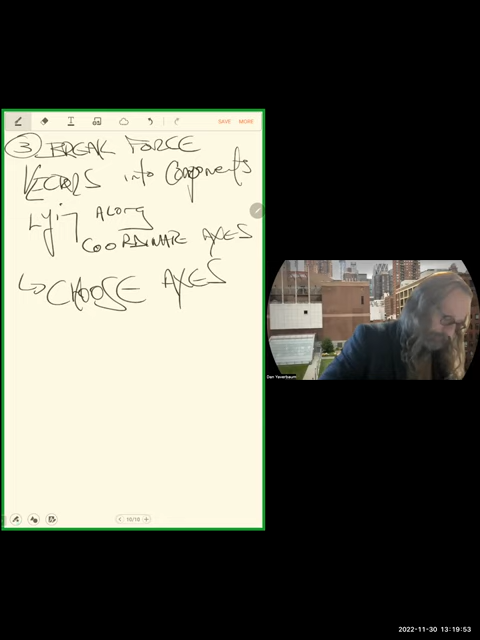 SAVE MORE
③ BREAK FORCE
VECTORS into Components
Lying ALONG
COORDINATE AXES
↳ CHOOSE AXES
10/10
Dan Yaverbaum
2022-11-30 13:19:53